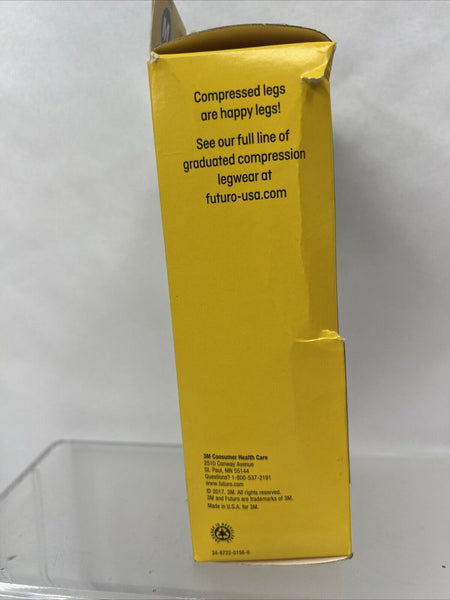 M
Compressed legs
are happy legs!
See our full line of
graduated compression
legwear at
futuro-usa.com
3M Consumer Health Care
2510 Conway Avenue
St. Paul, MN 55144
Questions? 1-800-537-2191
www.futuro.com
© 2017, 3M. All rights reserved.
3M and Futuro are trademarks of 3M.
Made in U.S.A. for 3M.
34-8723-0156-6